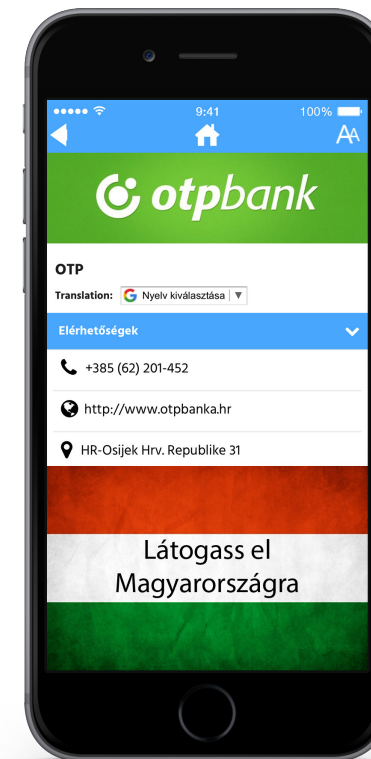 9:41
100%
AA
otpbank
OTP
Translation: G Nyelv kiválasztása ▼
Elérhetőségek
+385 (62) 201-452
http://www.otpbanka.hr
HR-Osijek Hrv. Republike 31
Látogass el
Magyarországra